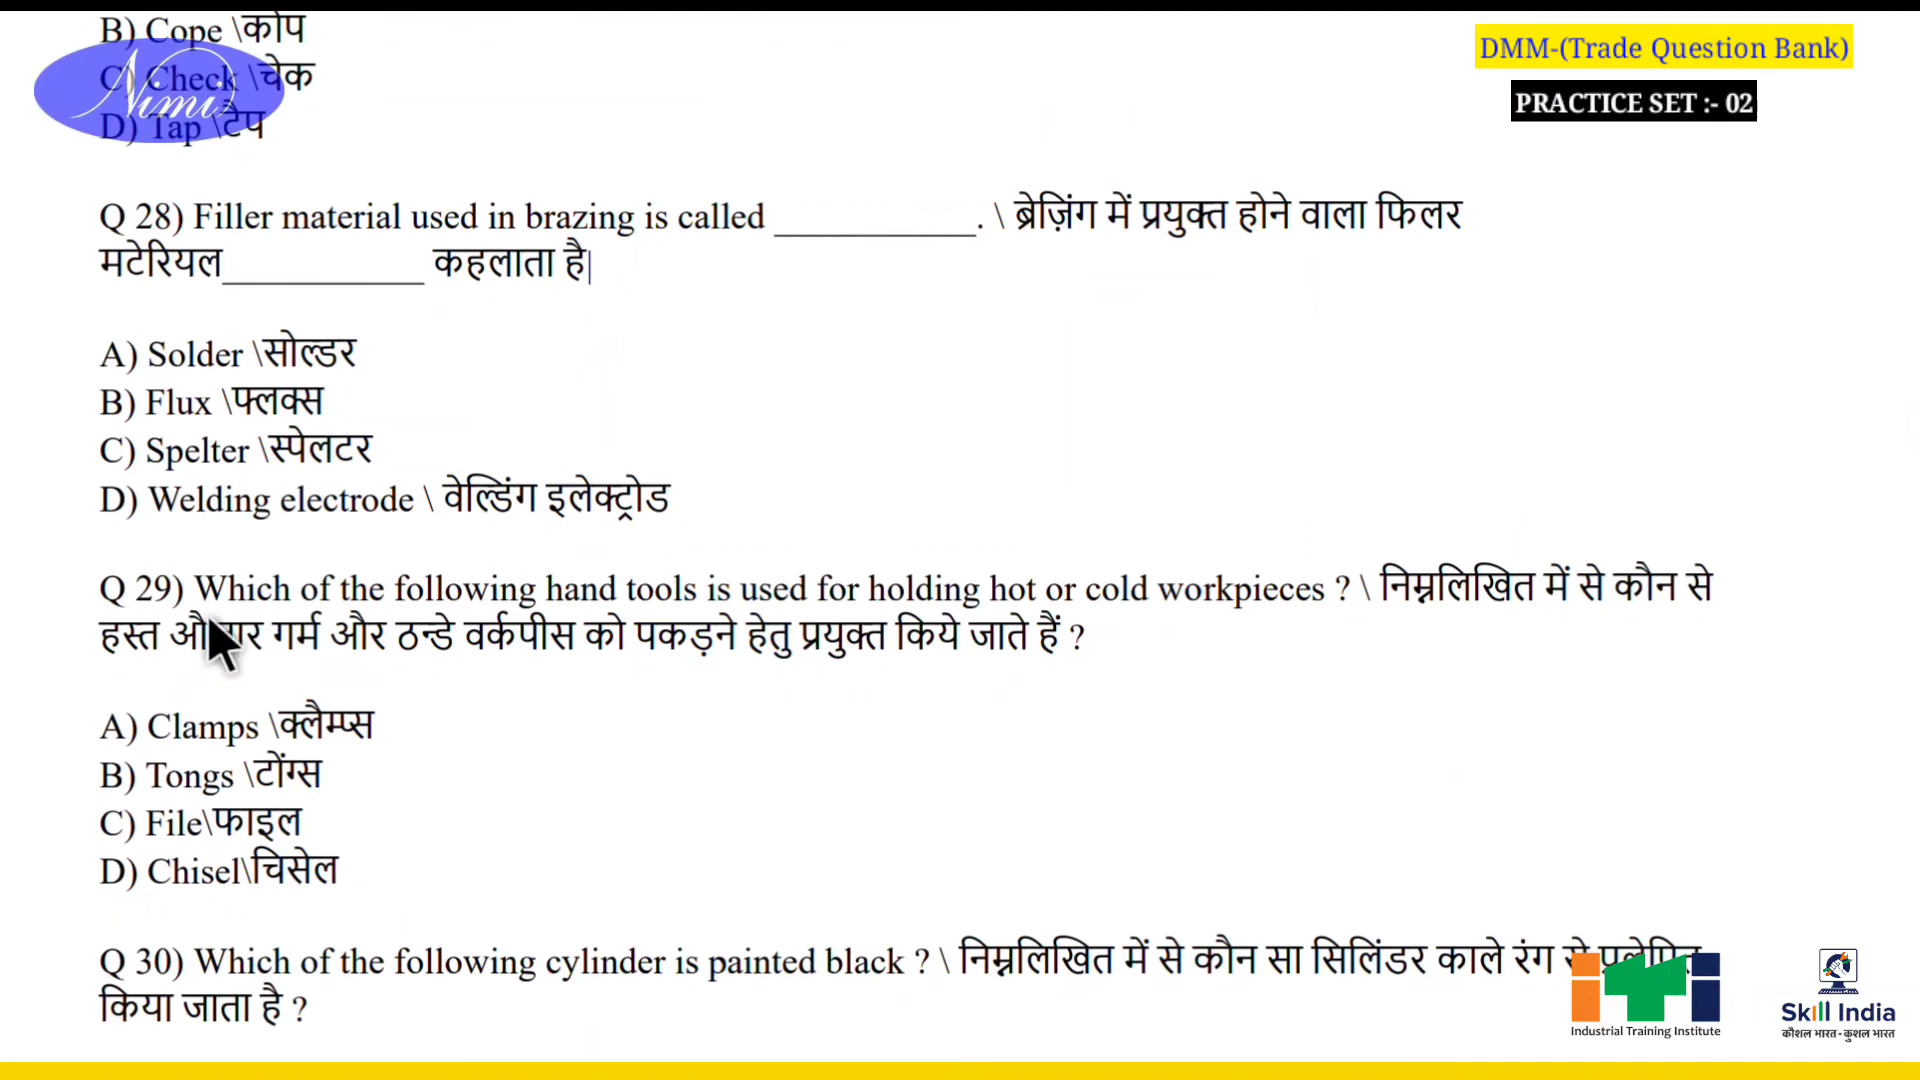 B) Cope \कोप
C) Check \चेक
D) Tap \टैप
Nimi
DMM-(Trade Question Bank)
PRACTICE SET :- 02
Q 28) Filler material used in brazing is called ___________. \ ब्रेज़िंग में प्रयुक्त होने वाला फिलर
मटेरियल___________ कहलाता है|
A) Solder \सोल्डर
B) Flux \फ्लक्स
C) Spelter \स्पेलटर
D) Welding electrode \ वेल्डिंग इलेक्ट्रोड
Q 29) Which of the following hand tools is used for holding hot or cold workpieces ? \ निम्नलिखित में से कौन से
हस्त गर्म और ठन्डे वर्कपीस को पकड़ने हेतु प्रयुक्त किये जाते हैं ?
A) Clamps \क्लैम्प्स
B) Tongs \टोंग्स
C) File\फाइल
D) Chisel\चिसेल
Q 30) Which of the following cylinder is painted black ? \ निम्नलिखित में से कौन सा सिलिंडर काले रंग
किया जाता है ?
iTi
Industrial Training Institute
Skill India
कौशल भारत - कुशल भारत